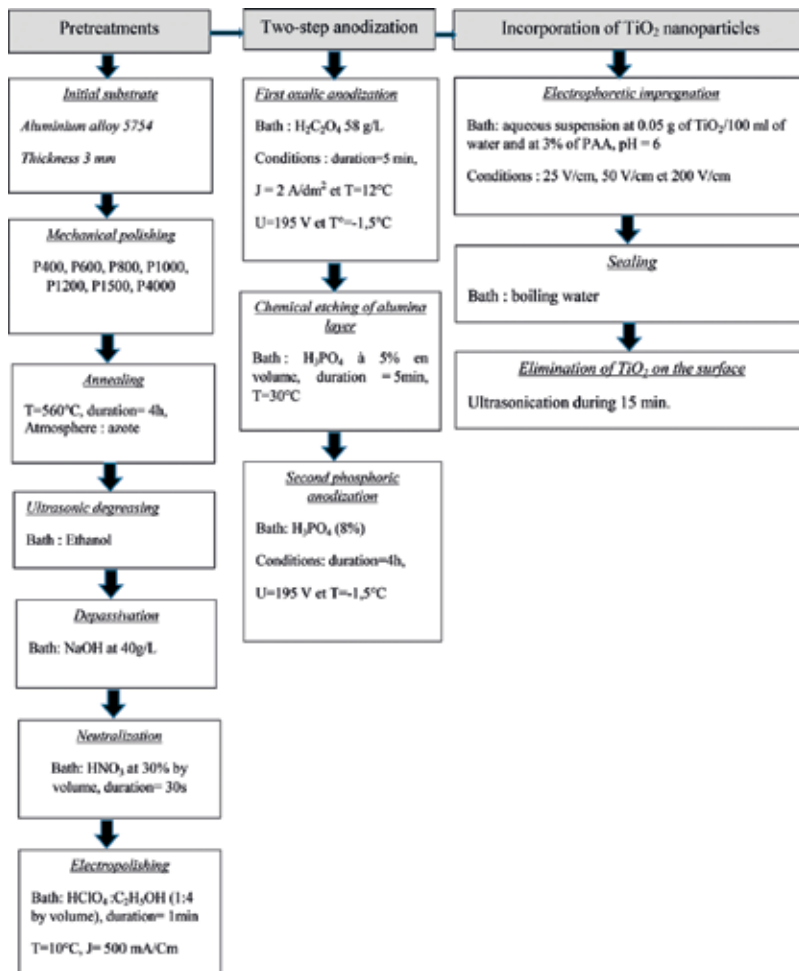 Pretreatments
Initial substrate
Aluminium alloy 5754
Thickness 3 mm
Mechanical polishing
P400, P600, P800, P1000,
P1200, P1500, P4000
Annealing
T=560°C, duration= 4h,
Atmosphere : azote
Ultrasonic degreasing
Bath : Ethanol
Depassivation
Bath: NaOH at 40g/L
Neutralization
Bath: HNO₃ at 30% by
volume, duration= 30s
Electropolishing
Bath: HClO₄:C₂H₅OH (1:4
by volume), duration= 1min
T=10°C, J= 500 mA/Cm
Two-step anodization
First oxalic anodization
Bath : H₂C₂O₄ 58 g/L
Conditions : duration=5 min,
J = 2 A/dm² et T=12°C
U=195 V et T°=-1,5°C
Chemical etching of alumina
layer
Bath : H₃PO₄ à 5% en
volume, duration = 5min,
T=30°C
Second phosphoric
anodization
Bath: H₃PO₄ (8%)
Conditions: duration=4h,
U=195 V et T=-1,5°C
Incorporation of TiO₂ nanoparticles
Electrophoretic impregnation
Bath: aqueous suspension at 0.05 g of TiO₂/100 ml of
water and at 3% of PAA, pH = 6
Conditions : 25 V/cm, 50 V/cm et 200 V/cm
Sealing
Bath : boiling water
Elimination of TiO₂ on the surface
Ultrasonication during 15 min.